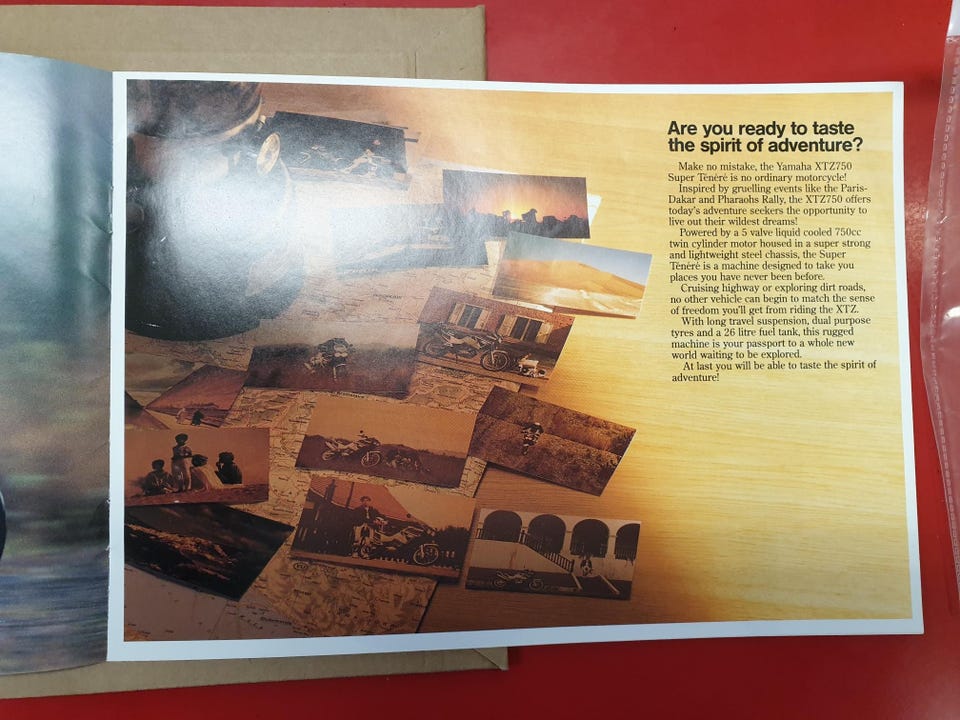 Are you ready to taste
the spirit of adventure?
Make no mistake, the Yamaha XTZ750
Super Ténéré is no ordinary motorcycle!
Inspired by gruelling events like the Paris-
Dakar and Pharaohs Rally, the XTZ750 offers
today's adventure seekers the opportunity to
live out their wildest dreams!
Powered by a 5 valve liquid cooled 750cc
twin cylinder motor housed in a super strong
and lightweight steel chassis, the Super
Ténéré is a machine designed to take you
places you have never been before.
Cruising highway or exploring dirt roads,
no other vehicle can begin to match the sense
of freedom you'll get from riding the XTZ.
With long travel suspension, dual purpose
tyres and a 26 litre fuel tank, this rugged
machine is your passport to a whole new
world waiting to be explored.
At last you will be able to taste the spirit of
adventure!